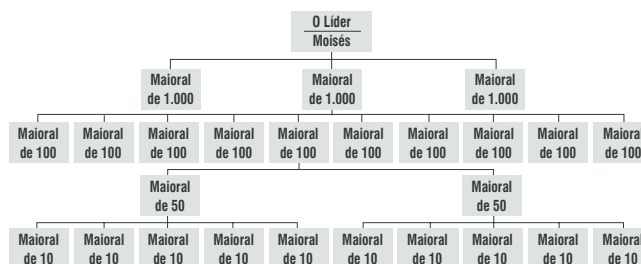 O Líder
Moisés
Maioral Maioral Maioral
de 1.000 de 1.000 de 1.000
Maioral Maioral Maioral Maioral Maioral Maioral Maioral Maioral Maioral Maioral
de 100 de 100 de 100 de 100 de 100 de 100 de 100 de 100 de 100 de 100
Maioral Maioral
de 50 de 50
Maioral Maioral Maioral Maioral Maioral Maioral Maioral Maioral Maioral Maioral
de 10 de 10 de 10 de 10 de 10 de 10 de 10 de 10 de 10 de 10